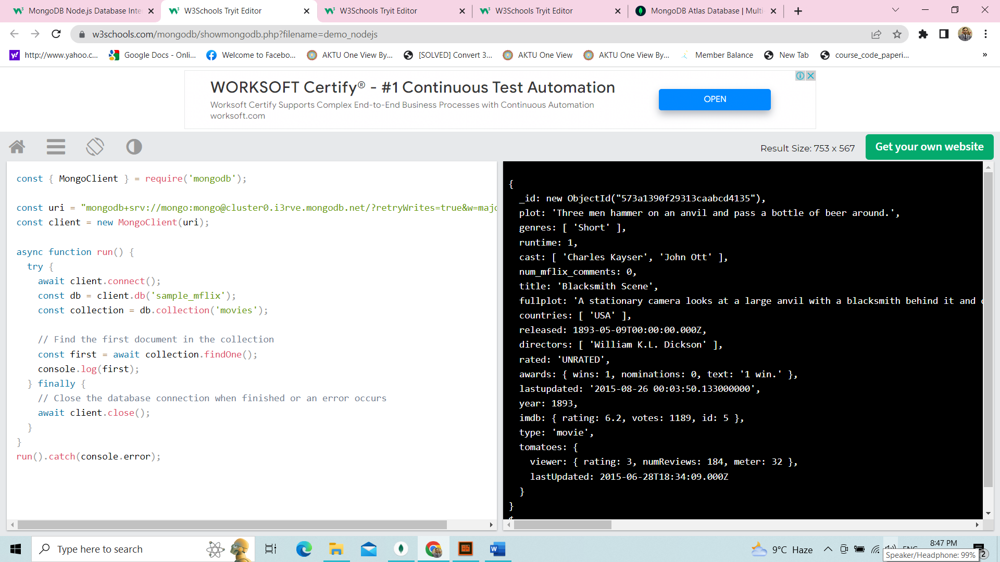 MongoDB Node.js Database Inte
W3Schools Tryit Editor
W3Schools Tryit Editor
W3Schools Tryit Editor
MongoDB Atlas Database | Multi
w3schools.com/mongodb/showmongodb.php?filename=demo_nodejs
http://www.yahoo.c...
Google Docs - Onli...
Welcome to Facebo...
AKTU One View By...
[SOLVED] Convert 3...
AKTU One View
AKTU One View By...
Member Balance
New Tab
course_code_paperi...
»
WORKSOFT Certify® - #1 Continuous Test Automation
Worksoft Certify Supports Complex End-to-End Business Processes with Continuous Automation
worksoft.com
OPEN
Result Size: 753 x 567
Get your own website
const { MongoClient } = require('mongodb');
const uri = "mongodb+srv://mongo:mongo@cluster0.i3rve.mongodb.net/?retryWrites=true&w=majo
const client = new MongoClient(uri);
async function run() {
try {
await client.connect();
const db = client.db('sample_mflix');
const collection = db.collection('movies');
// Find the first document in the collection
const first = await collection.findOne();
console.log(first);
} finally {
// Close the database connection when finished or an error occurs
await client.close();
}
}
run().catch(console.error);
{
_id: new ObjectId("573a1390f29313caabcd4135"),
plot: 'Three men hammer on an anvil and pass a bottle of beer around.',
genres: [ 'Short' ],
runtime: 1,
cast: [ 'Charles Kayser', 'John Ott' ],
num_mflix_comments: 0,
title: 'Blacksmith Scene',
fullplot: 'A stationary camera looks at a large anvil with a blacksmith behind it and
countries: [ 'USA' ],
released: 1893-05-09T00:00:00.000Z,
directors: [ 'William K.L. Dickson' ],
rated: 'UNRATED',
awards: { wins: 1, nominations: 0, text: '1 win.' },
lastupdated: '2015-08-26 00:03:50.133000000',
year: 1893,
imdb: { rating: 6.2, votes: 1189, id: 5 },
type: 'movie',
tomatoes: {
viewer: { rating: 3, numReviews: 184, meter: 32 },
lastUpdated: 2015-06-28T18:34:09.000Z
}
}
Type here to search
9°C Haze
8:47 PM
Speaker/Headphone: 99%
2